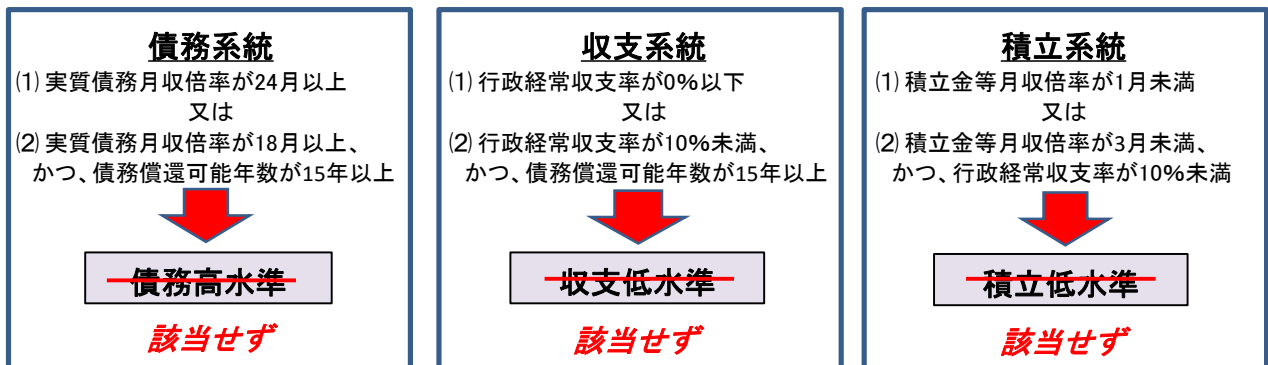 債務系統
⑴ 実質債務月収倍率が24月以上
又は
⑵ 実質債務月収倍率が18月以上、
かつ、債務償還可能年数が15年以上
債務高水準
該当せず
収支系統
⑴ 行政経常収支率が0%以下
又は
⑵ 行政経常収支率が10%未満、
かつ、債務償還可能年数が15年以上
収支低水準
該当せず
積立系統
⑴ 積立金等月収倍率が1月未満
又は
⑵ 積立金等月収倍率が3月未満、
かつ、行政経常収支率が10%未満
積立低水準
該当せず